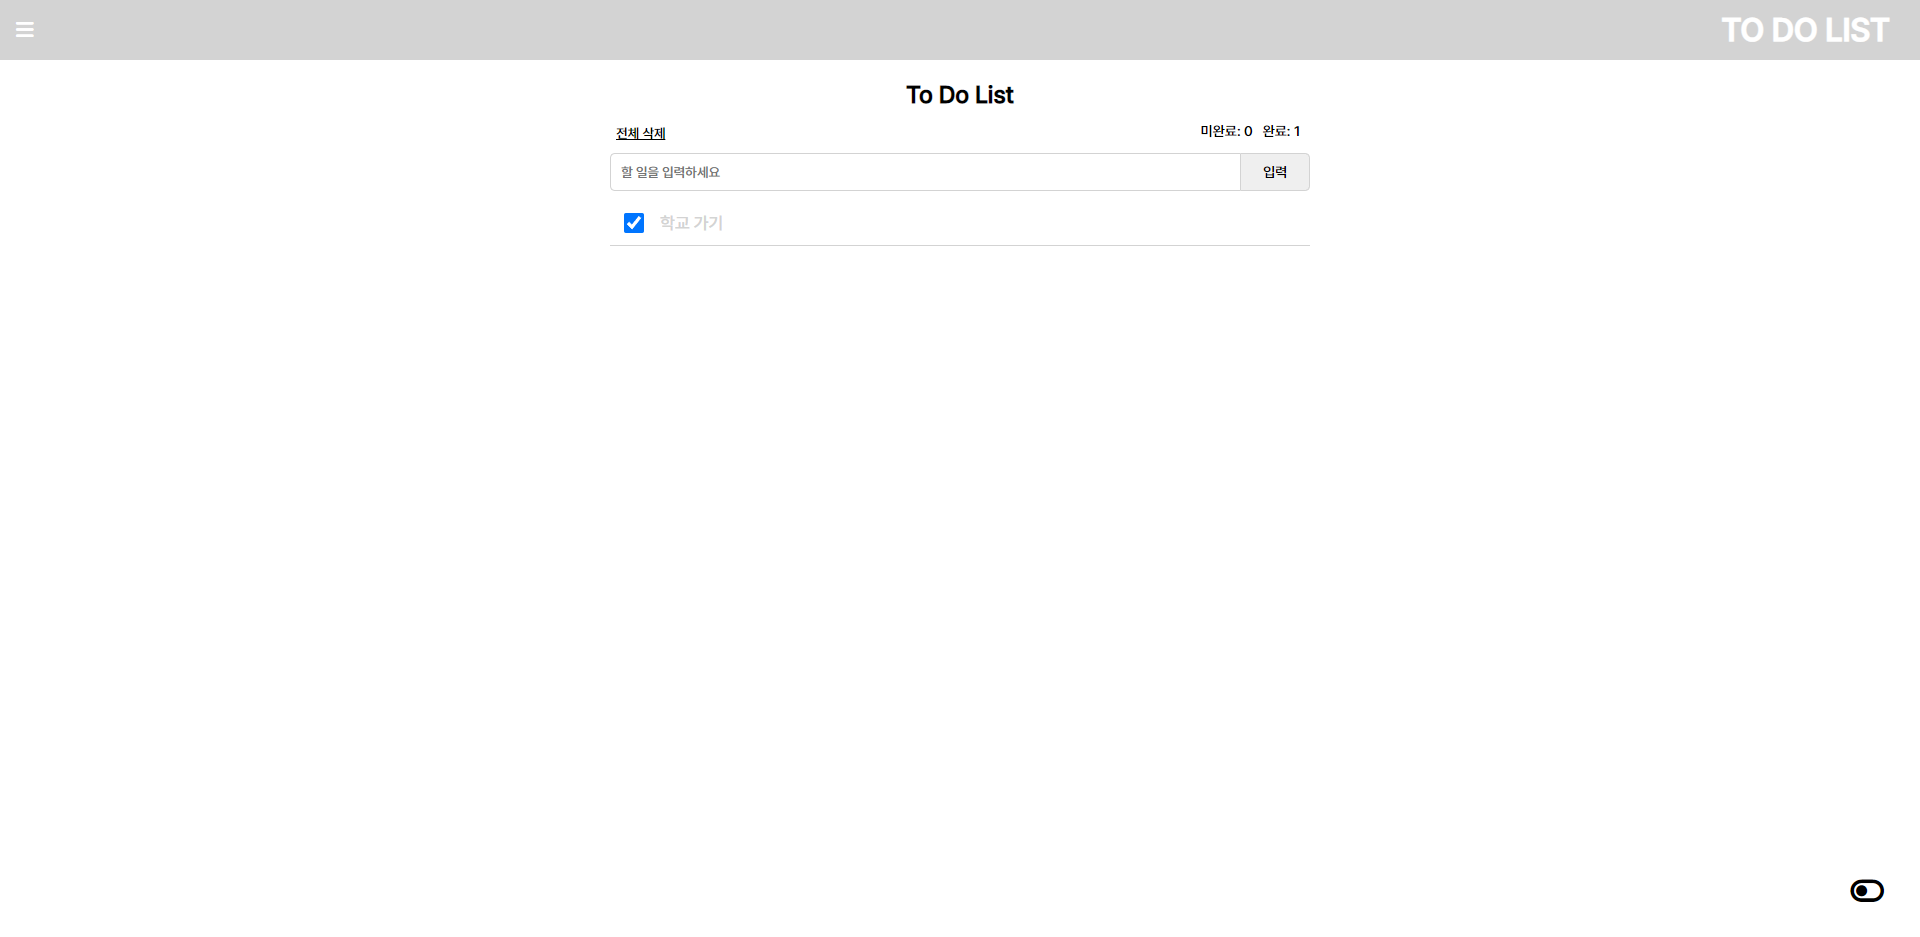 TO DO LIST
To Do List
전체 삭제
미완료: 0 완료: 1
할 일을 입력하세요
입력
학교 가기